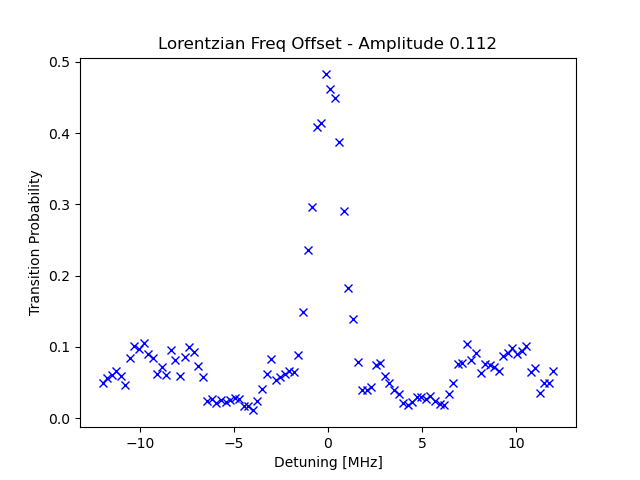 Lorentzian Freq Offset - Amplitude 0.112
Transition Probability
0.5
0.4
0.3
0.2
0.1
0.0
−10 −5 0 5 10
Detuning [MHz]